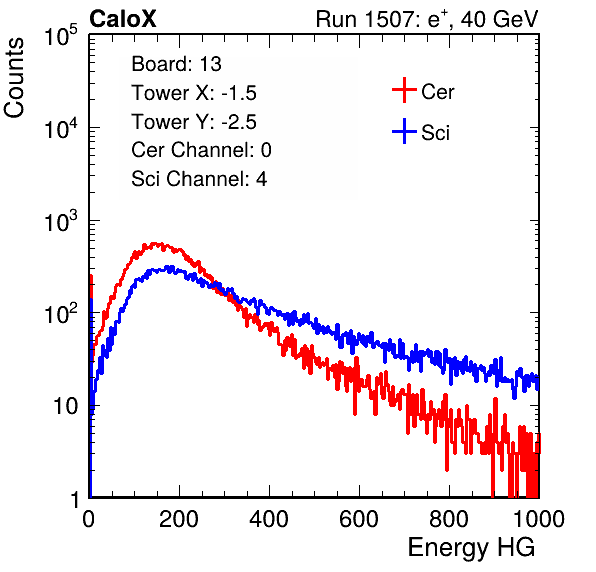 CaloX Run 1507: e⁺, 40 GeV
Counts
Board: 13
Tower X: -1.5
Tower Y: -2.5
Cer Channel: 0
Sci Channel: 4
Cer
Sci
10⁵
10⁴
10³
10²
10
1
0 200 400 600 800 1000
Energy HG